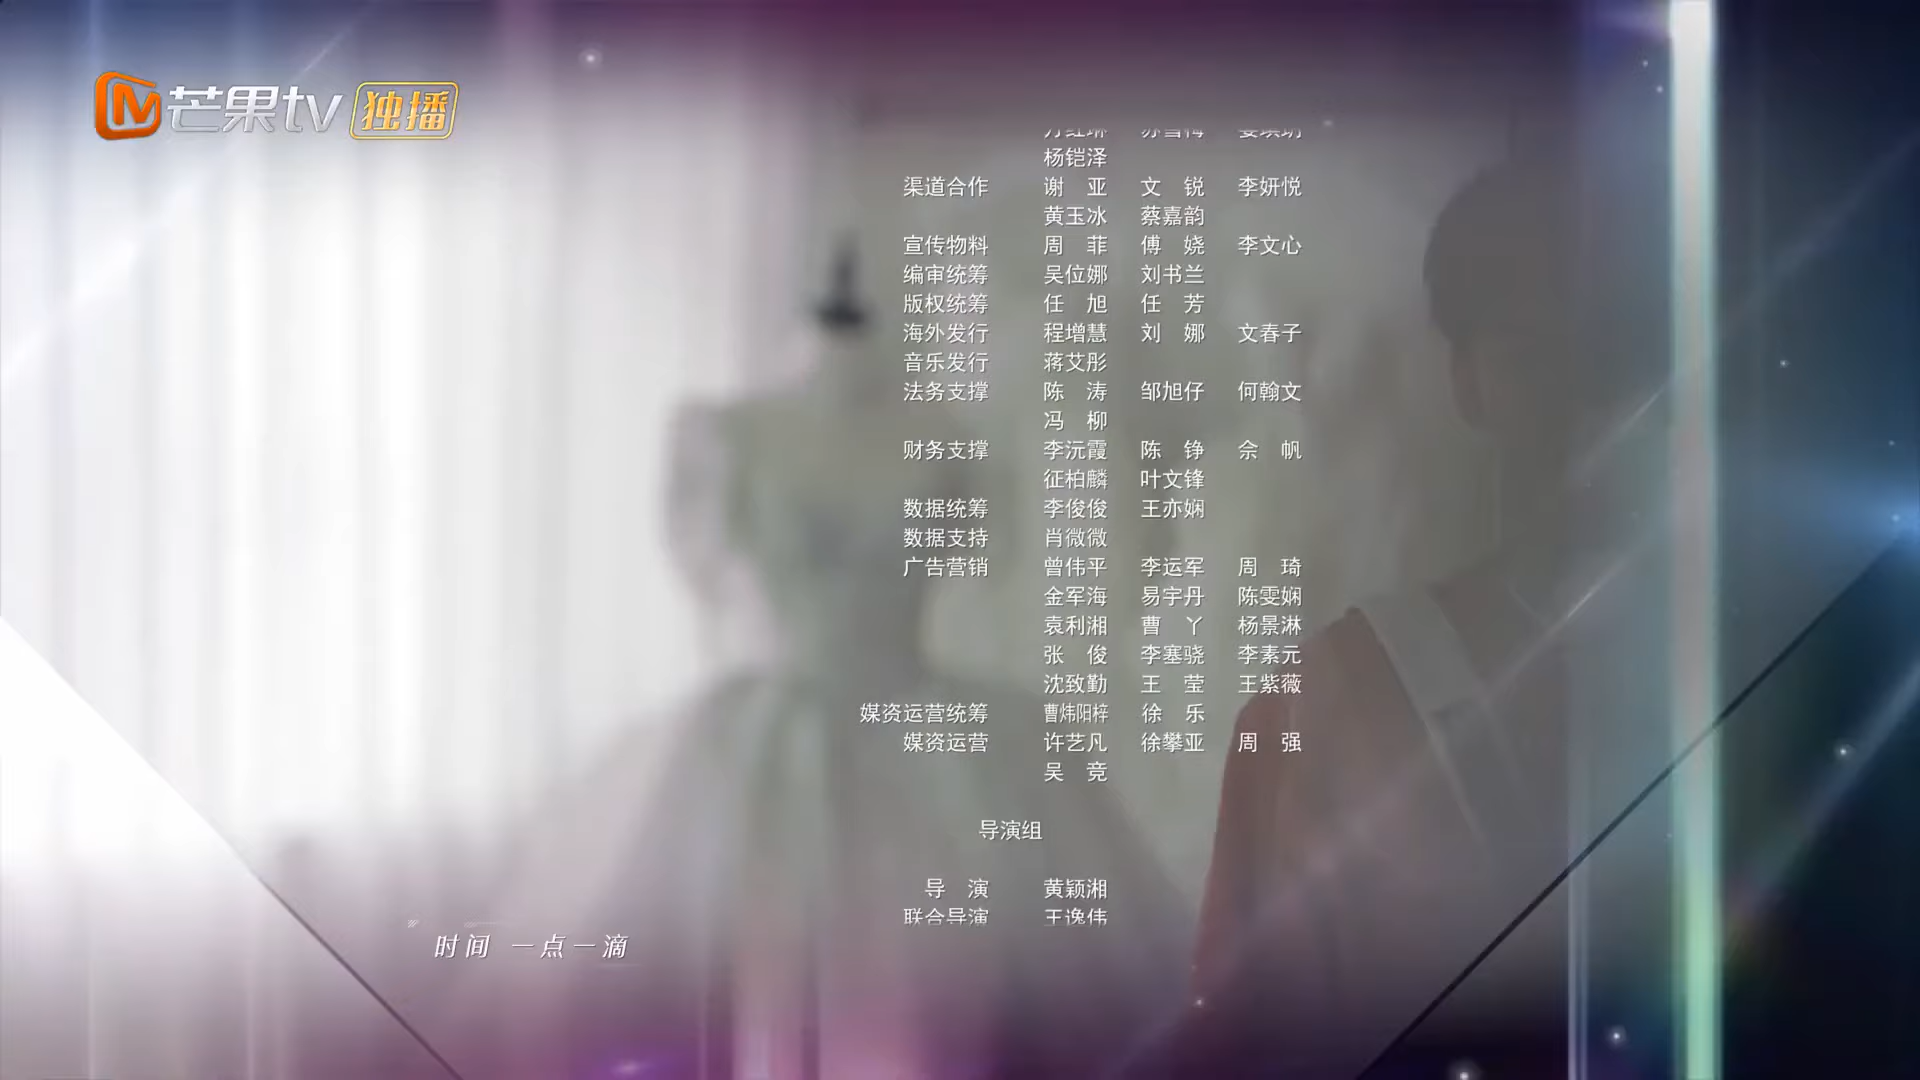 芒果tv 独播
杨铠泽
渠道合作 谢 亚 文 锐 李妍悦
黄玉冰 蔡嘉韵
宣传物料 周 菲 傅 娆 李文心
编审统筹 吴位娜 刘书兰
版权统筹 任 旭 任 芳
海外发行 程增慧 刘 娜 文春子
音乐发行 蒋艾彤
法务支撑 陈 涛 邹旭仔 何翰文
冯 柳
财务支撑 李沅霞 陈 铮 佘 帆
征柏麟 叶文锋
数据统筹 李俊俊 王亦娴
数据支持 肖微微
广告营销 曾伟平 李运军 周 琦
金军海 易宇丹 陈雯娴
袁利湘 曹 丫 杨景淋
张 俊 李塞骁 李素元
沈致勤 王 莹 王紫薇
媒资运营统筹 曹炜阳梓 徐 乐
媒资运营 许艺凡 徐攀亚 周 强
吴 竞
导演组
导 演 黄颖湘
联合导演 王逸伟
时间 一点一滴